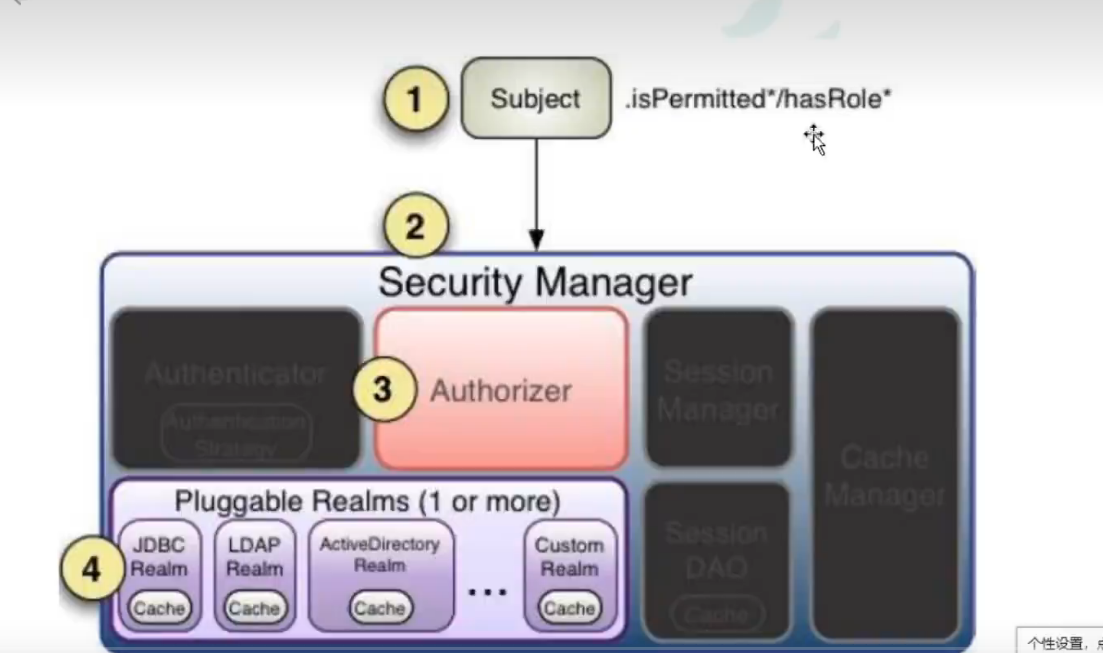 1
Subject
.isPermitted*/hasRole*
2
Security Manager
Authenticator
Authentication
Strategy
3
Authorizer
Session
Manager
Cache
Manager
Pluggable Realms (1 or more)
4
JDBC
Realm
Cache
LDAP
Realm
Cache
ActiveDirectory
Realm
Cache
...
Custom
Realm
Cache
Session
DAO
Cache
个性设置，点